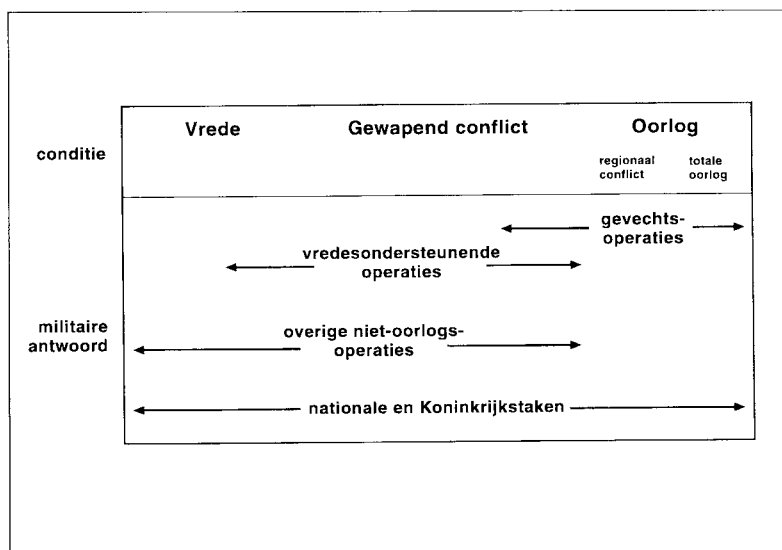 Vrede Gewapend conflict Oorlog
conditie
regionaal conflict
totale oorlog
gevechts-
operaties
vredesondersteunende
operaties
militaire
antwoord
overige niet-oorlogs-
operaties
nationale en Koninkrijkstaken